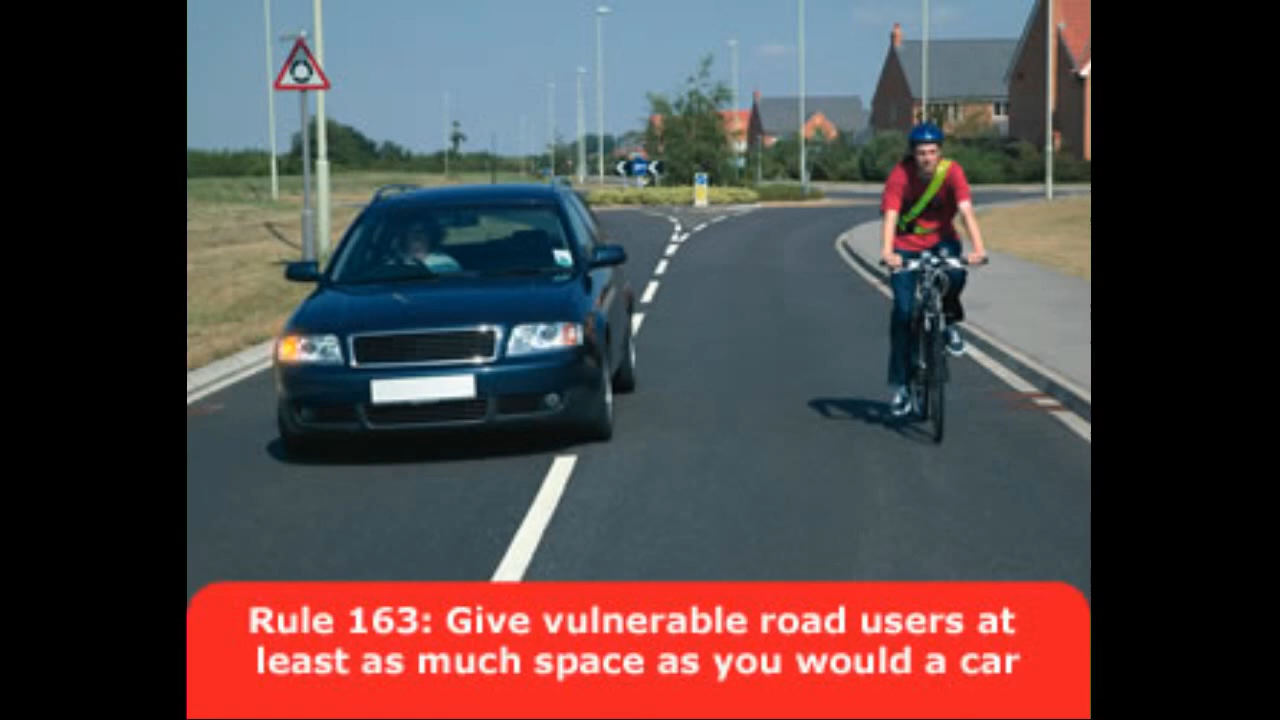 Rule 163: Give vulnerable road users at
least as much space as you would a car